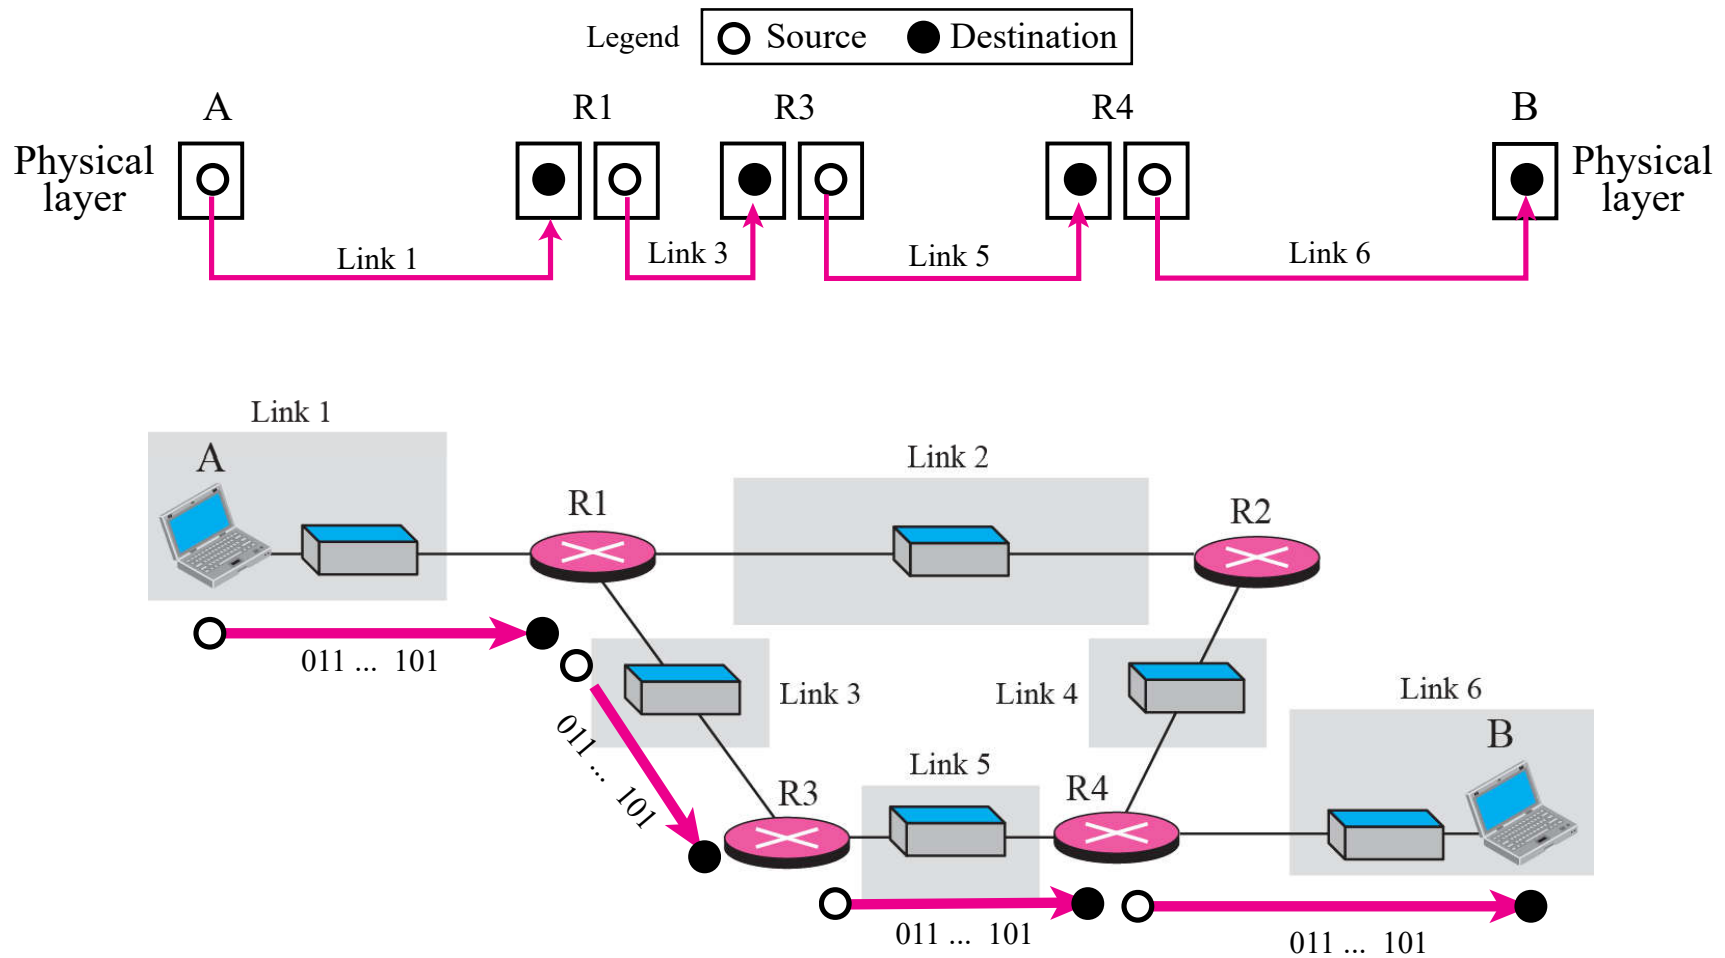 Legend Source Destination
A R1 R3 R4 B
Physical
layer
Physical
layer
Link 1 Link 3 Link 5 Link 6
Link 1
A
Link 2
R1
R2
011 ... 101
Link 3
Link 4
Link 6
011 ... 101
B
Link 5
R3
R4
011 ... 101
011 ... 101